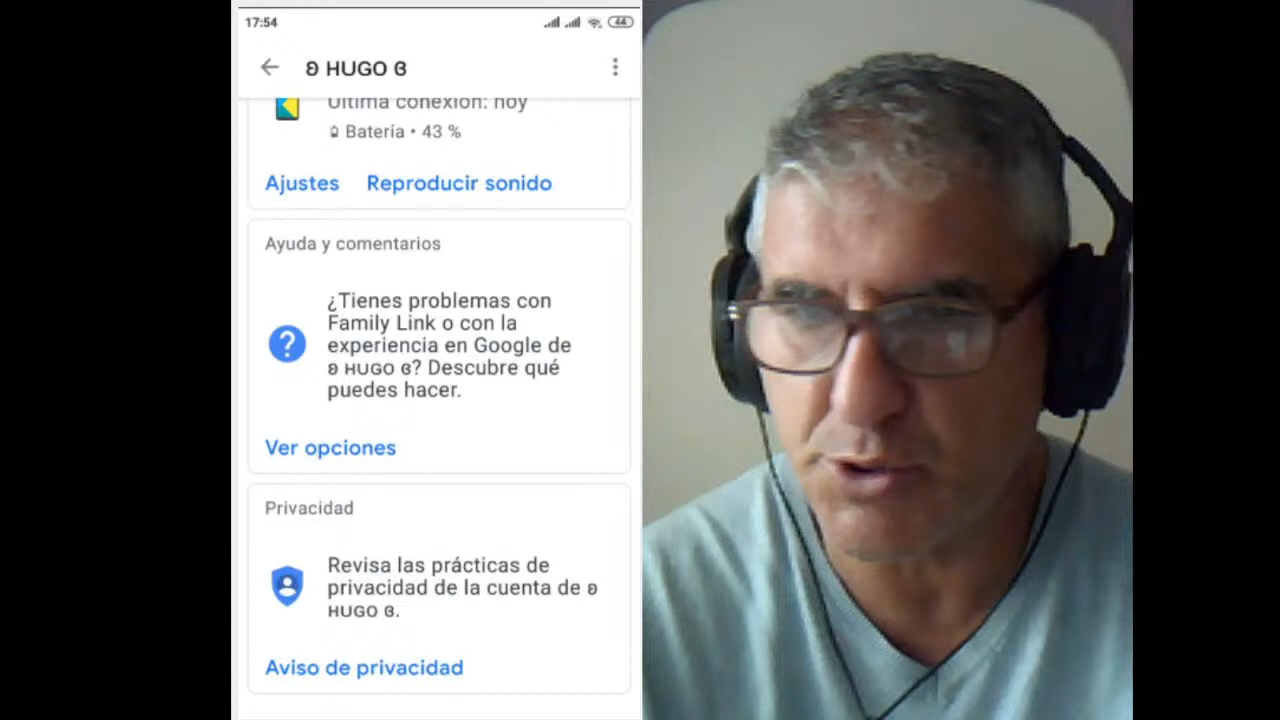 17:54
44
ʚ HUGO ɞ
Última conexión: hoy
Batería • 43 %
Ajustes
Reproducir sonido
Ayuda y comentarios
¿Tienes problemas con
Family Link o con la
experiencia en Google de
ʚ HUGO ɞ? Descubre qué
puedes hacer.
Ver opciones
Privacidad
Revisa las prácticas de
privacidad de la cuenta de ʚ
HUGO ɞ.
Aviso de privacidad